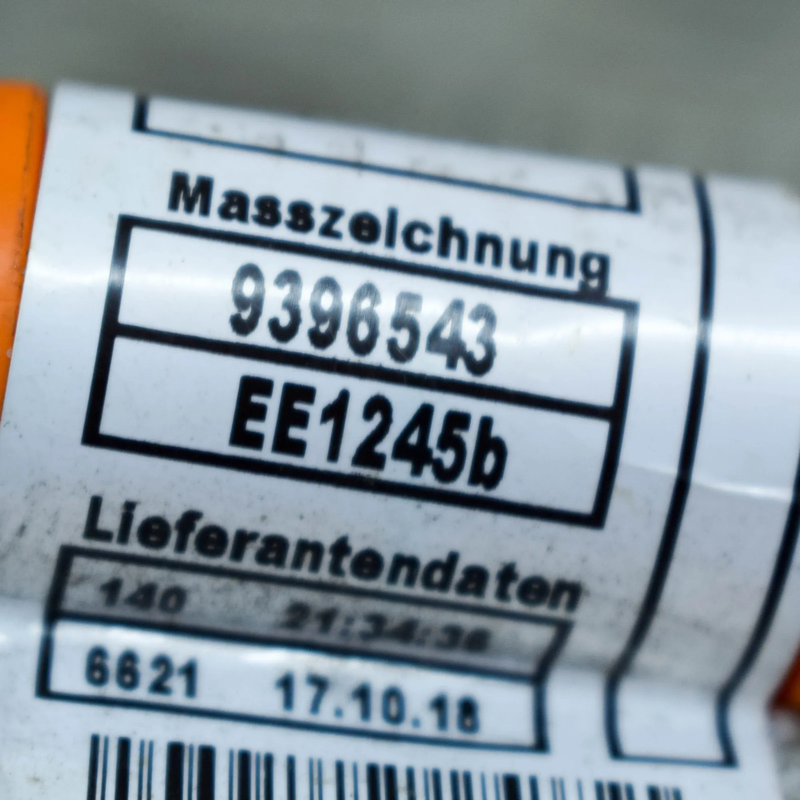 Masszeichnung
9396543
EE1245b
Lieferantendaten
140 21:34:36
6621 17.10.18